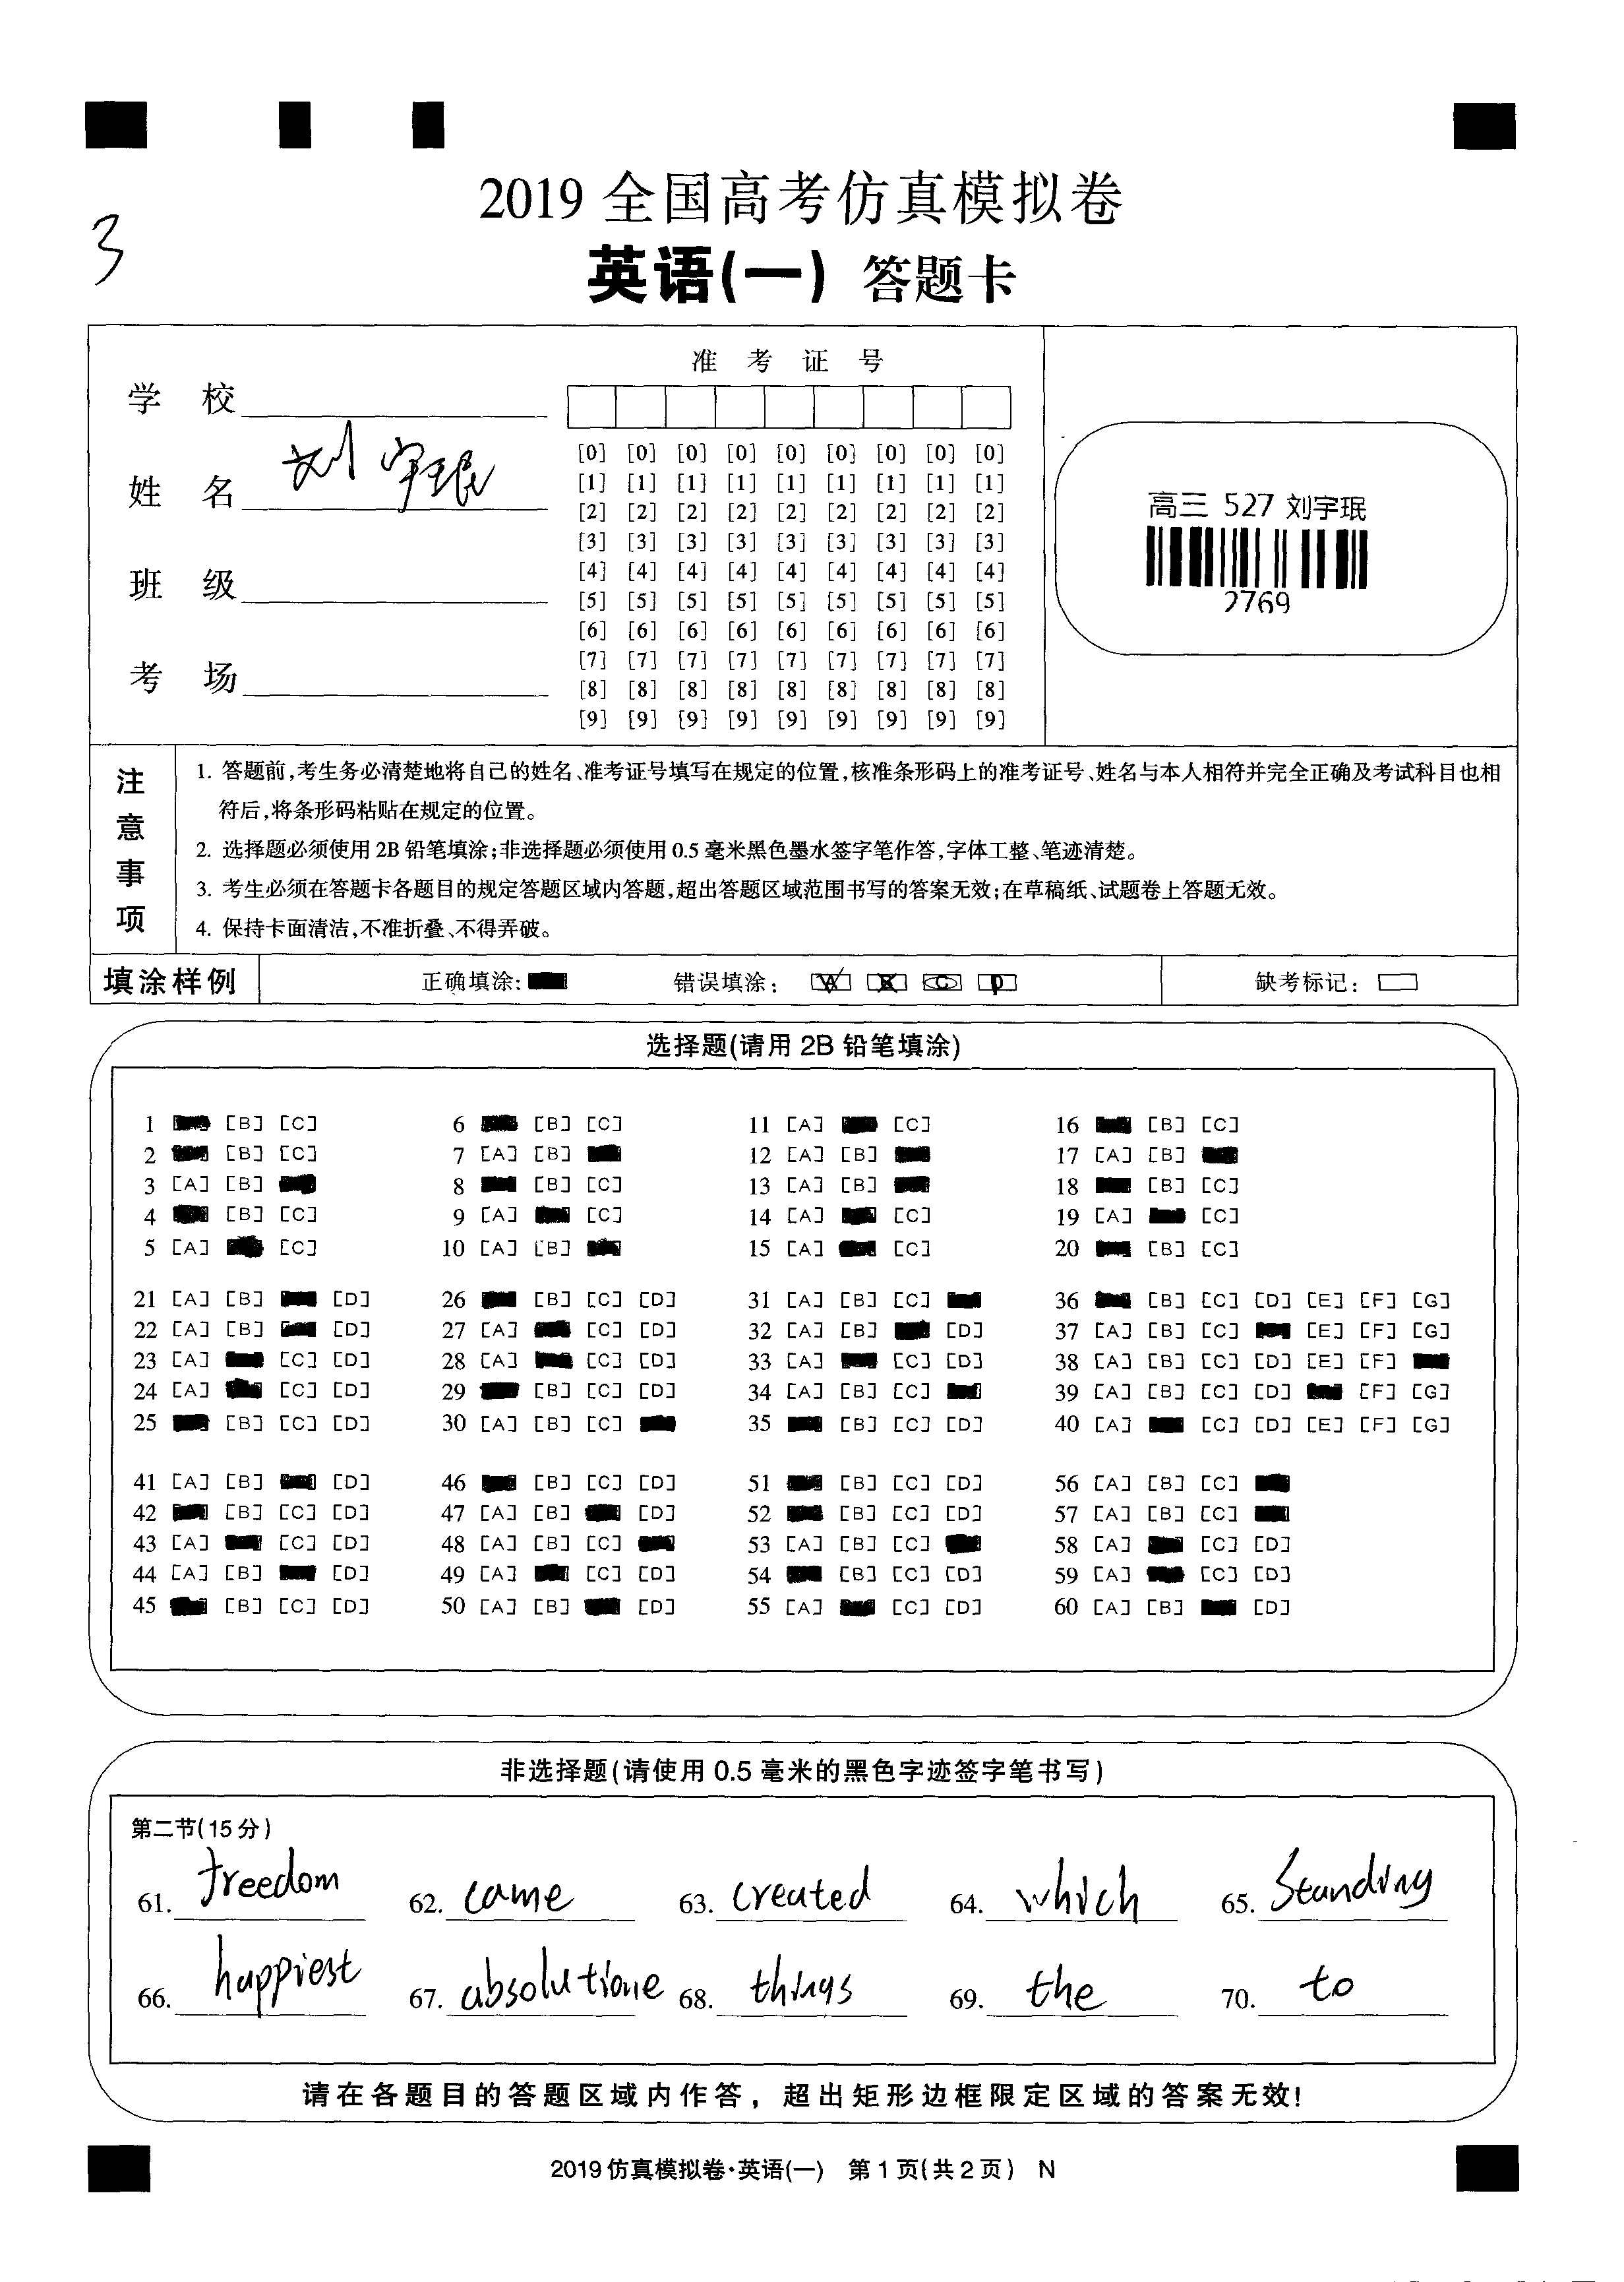 2019 全国高考仿真模拟卷
3
英语(一) 答题卡
准 考 证 号
学 校
姓 名 刘宇珉
班 级
考 场
[0] [0] [0] [0] [0] [0] [0] [0] [0]
[1] [1] [1] [1] [1] [1] [1] [1] [1]
[2] [2] [2] [2] [2] [2] [2] [2] [2]
[3] [3] [3] [3] [3] [3] [3] [3] [3]
[4] [4] [4] [4] [4] [4] [4] [4] [4]
[5] [5] [5] [5] [5] [5] [5] [5] [5]
[6] [6] [6] [6] [6] [6] [6] [6] [6]
[7] [7] [7] [7] [7] [7] [7] [7] [7]
[8] [8] [8] [8] [8] [8] [8] [8] [8]
[9] [9] [9] [9] [9] [9] [9] [9] [9]
高三 527 刘宇珉
2769
注意事项
1. 答题前,考生务必清楚地将自己的姓名、准考证号填写在规定的位置,核准条形码上的准考证号、姓名与本人相符并完全正确及考试科目也相
符后,将条形码粘贴在规定的位置。
2. 选择题必须使用 2B 铅笔填涂;非选择题必须使用 0.5 毫米黑色墨水签字笔作答,字体工整、笔迹清楚。
3. 考生必须在答题卡各题目的规定答题区域内答题,超出答题区域范围书写的答案无效;在草稿纸、试题卷上答题无效。
4. 保持卡面清洁,不准折叠、不得弄破。
填涂样例 正确填涂: 错误填涂: A B C D 缺考标记:
选择题(请用 2B 铅笔填涂)
1 [B] [C] 6 [B] [C] 11 [A] [C] 16 [B] [C]
2 [B] [C] 7 [A] [B] 12 [A] [B] 17 [A] [B]
3 [A] [B] 8 [B] [C] 13 [A] [B] 18 [B] [C]
4 [B] [C] 9 [A] [C] 14 [A] [C] 19 [A] [C]
5 [A] [C] 10 [A] [B] 15 [A] [C] 20 [B] [C]
21 [A] [B] [D] 26 [B] [C] [D] 31 [A] [B] [C] 36 [B] [C] [D] [E] [F] [G]
22 [A] [B] [D] 27 [A] [C] [D] 32 [A] [B] [D] 37 [A] [B] [C] [E] [F] [G]
23 [A] [C] [D] 28 [A] [C] [D] 33 [A] [C] [D] 38 [A] [B] [C] [D] [E] [F]
24 [A] [C] [D] 29 [B] [C] [D] 34 [A] [B] [C] 39 [A] [B] [C] [D] [F] [G]
25 [B] [C] [D] 30 [A] [B] [C] 35 [B] [C] [D] 40 [A] [C] [D] [E] [F] [G]
41 [A] [B] [D] 46 [B] [C] [D] 51 [B] [C] [D] 56 [A] [B] [C]
42 [B] [C] [D] 47 [A] [B] [D] 52 [B] [C] [D] 57 [A] [B] [C]
43 [A] [C] [D] 48 [A] [B] [C] 53 [A] [B] [C] 58 [A] [C] [D]
44 [A] [B] [D] 49 [A] [C] [D] 54 [B] [C] [D] 59 [A] [C] [D]
45 [B] [C] [D] 50 [A] [B] [D] 55 [A] [C] [D] 60 [A] [B] [D]
非选择题(请使用 0.5 毫米的黑色字迹签字笔书写)
第二节(15 分)
61. freedom 62. came 63. created 64. which 65. Standing
66. happiest 67. absolutione 68. things 69. the 70. to
请在各题目的答题区域内作答，超出矩形边框限定区域的答案无效!
2019 仿真模拟卷·英语(一) 第 1 页(共 2 页) N